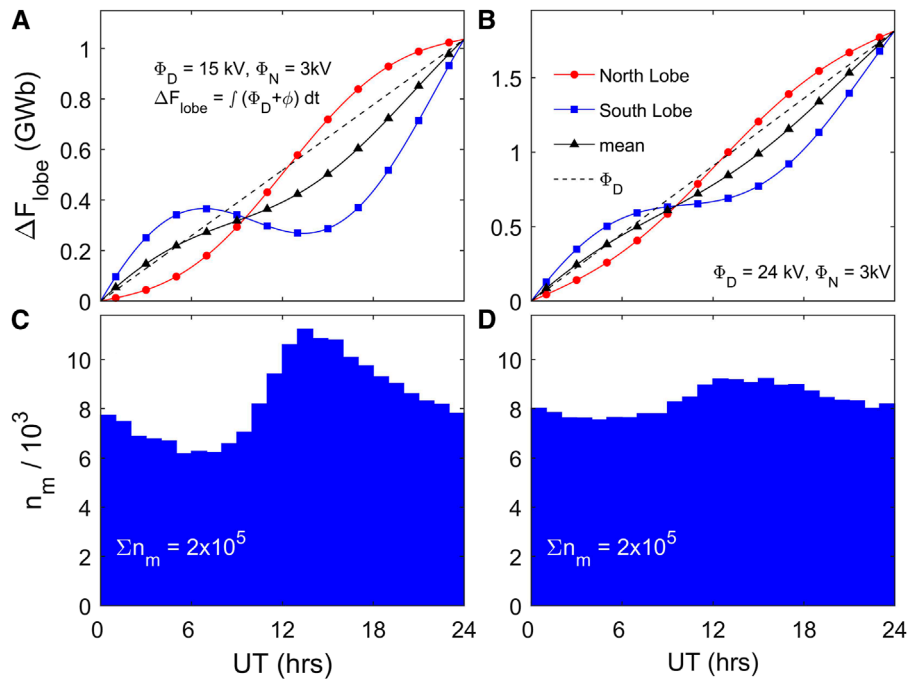 A
B
1
0.8
0.6
0.4
0.2
0
ΔF_lobe (GWb)
Φ_D = 15 kV, Φ_N = 3kV
ΔF_lobe = ∫ (Φ_D+ϕ) dt
1.5
1
0.5
0
North Lobe
South Lobe
mean
Φ_D
Φ_D = 24 kV, Φ_N = 3kV
C
D
10
8
6
4
2
0
n_m / 10^3
Σn_m = 2x10^5
Σn_m = 2x10^5
0 6 12 18 24
0 6 12 18 24
UT (hrs)
UT (hrs)